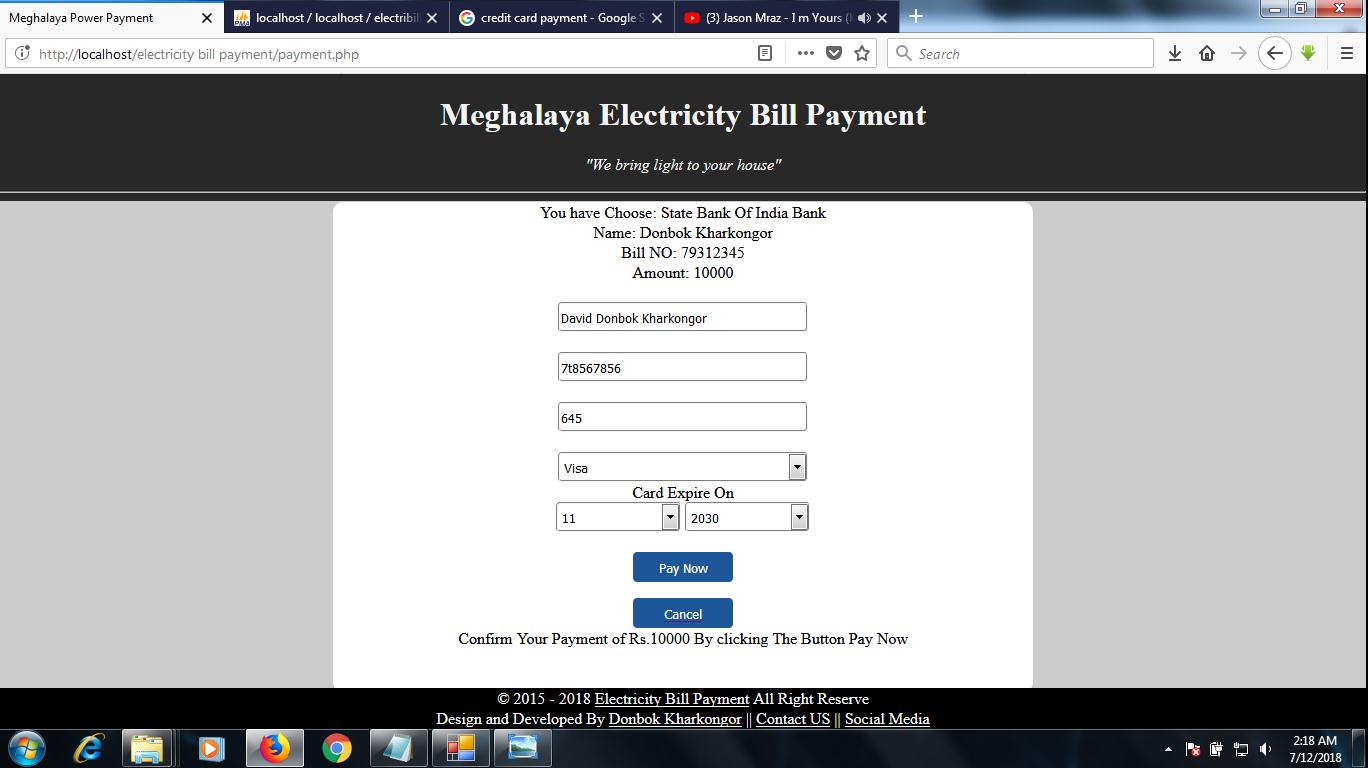 Meghalaya Power Payment
localhost / localhost / electribil
credit card payment - Google S
(3) Jason Mraz - I m Yours (
http://localhost/electricity bill payment/payment.php
Search
Meghalaya Electricity Bill Payment
"We bring light to your house"
You have Choose: State Bank Of India Bank
Name: Donbok Kharkongor
Bill NO: 79312345
Amount: 10000
David Donbok Kharkongor
7t8567856
645
Visa
Card Expire On
11 2030
Pay Now
Cancel
Confirm Your Payment of Rs.10000 By clicking The Button Pay Now
© 2015 - 2018 Electricity Bill Payment All Right Reserve
Design and Developed By Donbok Kharkongor || Contact US || Social Media
2:18 AM
7/12/2018